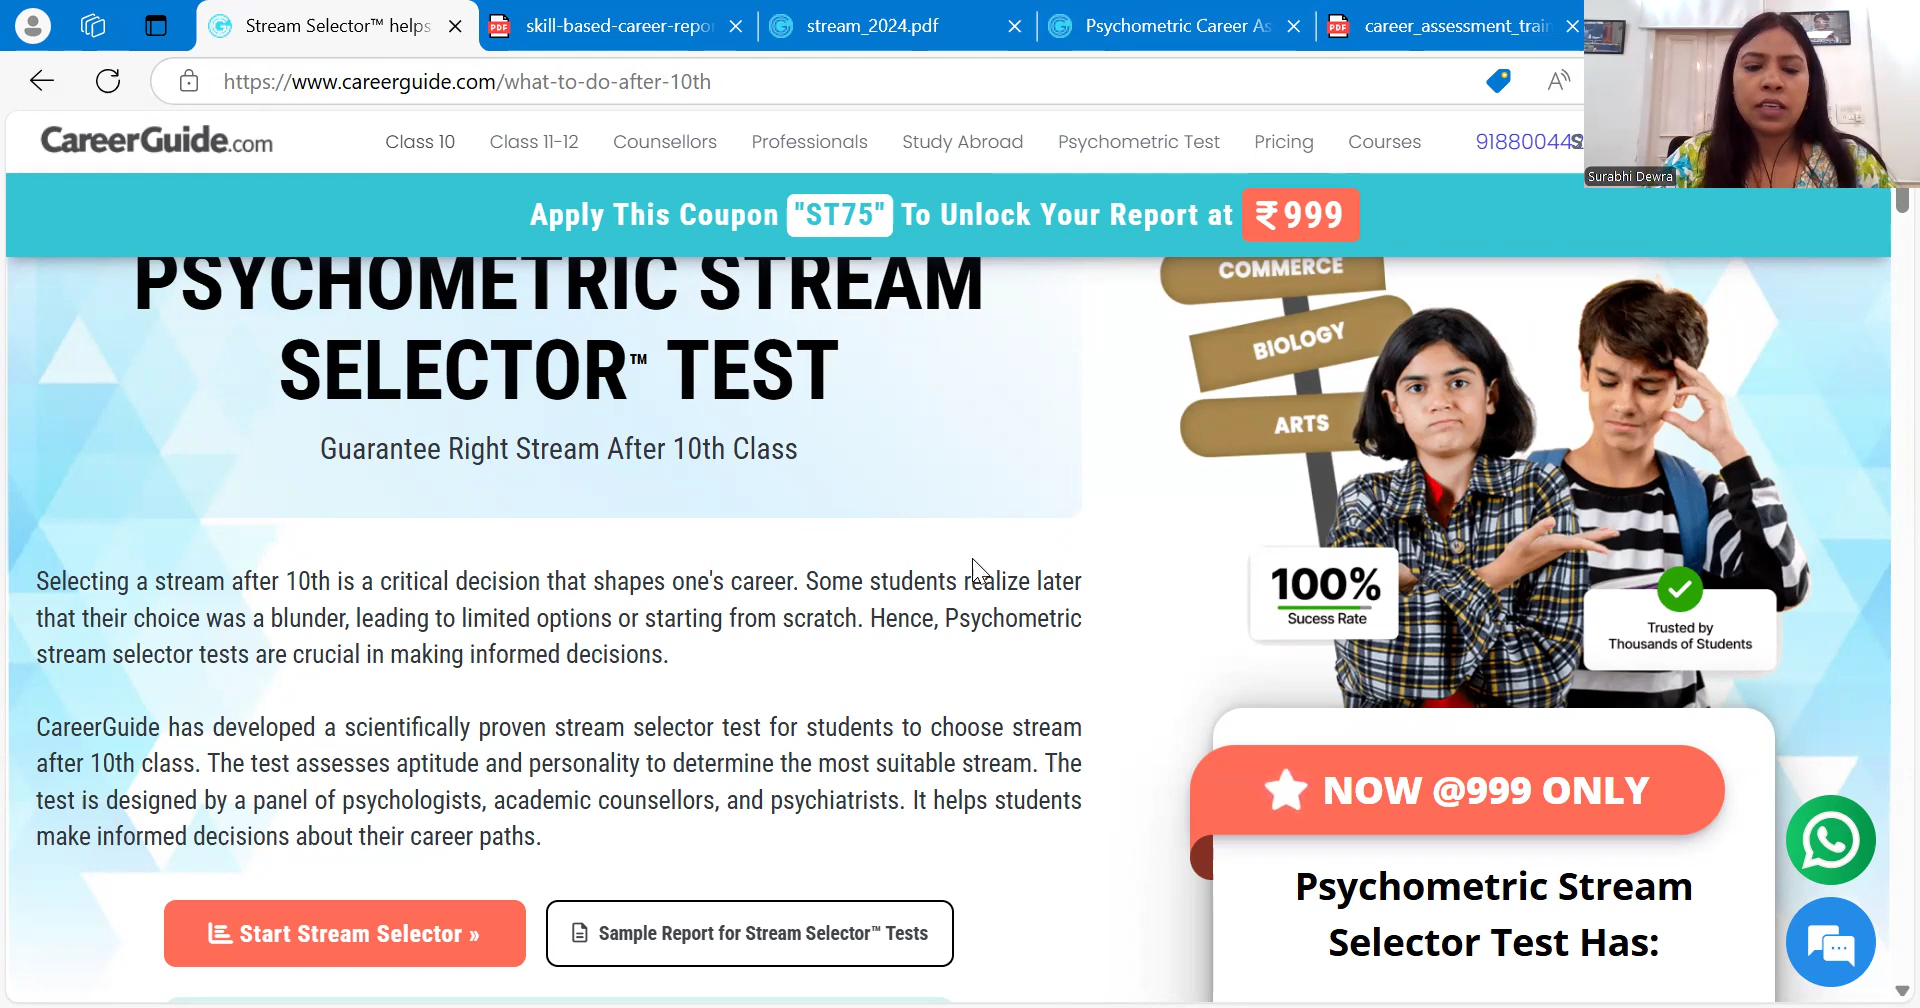 Stream Selector™ helps
skill-based-career-repo
stream_2024.pdf
Psychometric Career As
career_assessment_train
https://www.careerguide.com/what-to-do-after-10th
CareerGuide.com
Class 10
Class 11-12
Counsellors
Professionals
Study Abroad
Psychometric Test
Pricing
Courses
91880044
Surabhi Dewra
Apply This Coupon "ST75" To Unlock Your Report at ₹999
PSYCHOMETRIC STREAM
SELECTOR™ TEST
Guarantee Right Stream After 10th Class
Selecting a stream after 10th is a critical decision that shapes one's career. Some students realize later
that their choice was a blunder, leading to limited options or starting from scratch. Hence, Psychometric
stream selector tests are crucial in making informed decisions.
CareerGuide has developed a scientifically proven stream selector test for students to choose stream
after 10th class. The test assesses aptitude and personality to determine the most suitable stream. The
test is designed by a panel of psychologists, academic counsellors, and psychiatrists. It helps students
make informed decisions about their career paths.
Start Stream Selector »
Sample Report for Stream Selector™ Tests
COMMERCE
BIOLOGY
ARTS
100%
Sucess Rate
Trusted by
Thousands of Students
NOW @999 ONLY
Psychometric Stream
Selector Test Has: